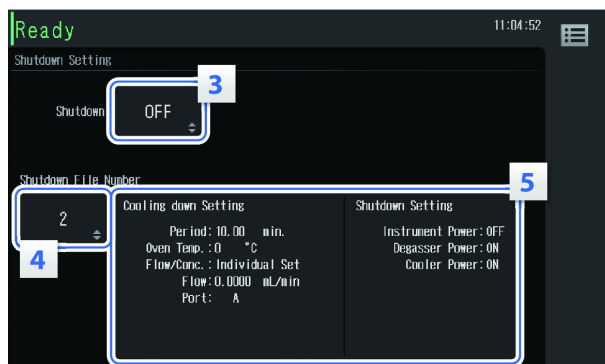 Ready
11:04:52
Shutdown Setting
3
Shutdown
OFF
Shutdown File Number
5
2
4
Cooling down Setting
Period:10.00 min.
Oven Temp.:0 °C
Flow/Conc.:Individual Set
Flow:0.0000 mL/min
Port: A
Shutdown Setting
Instrument Power:OFF
Degasser Power:ON
Cooler Power:ON